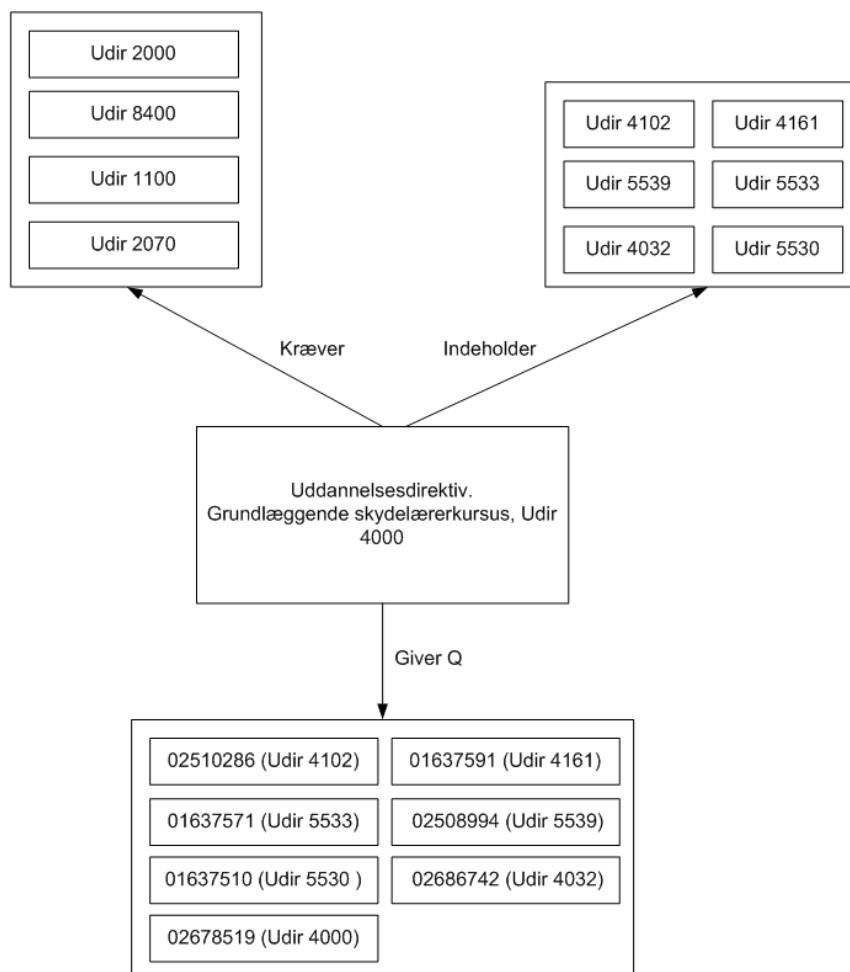 Udir 2000
Udir 8400
Udir 1100
Udir 2070
Udir 4102
Udir 4161
Udir 5539
Udir 5533
Udir 4032
Udir 5530
Kræver
Indeholder
Uddannelsesdirektiv.
Grundlæggende skydelærerkursus, Udir
4000
Giver Q
02510286 (Udir 4102)
01637591 (Udir 4161)
01637571 (Udir 5533)
02508994 (Udir 5539)
01637510 (Udir 5530 )
02686742 (Udir 4032)
02678519 (Udir 4000)